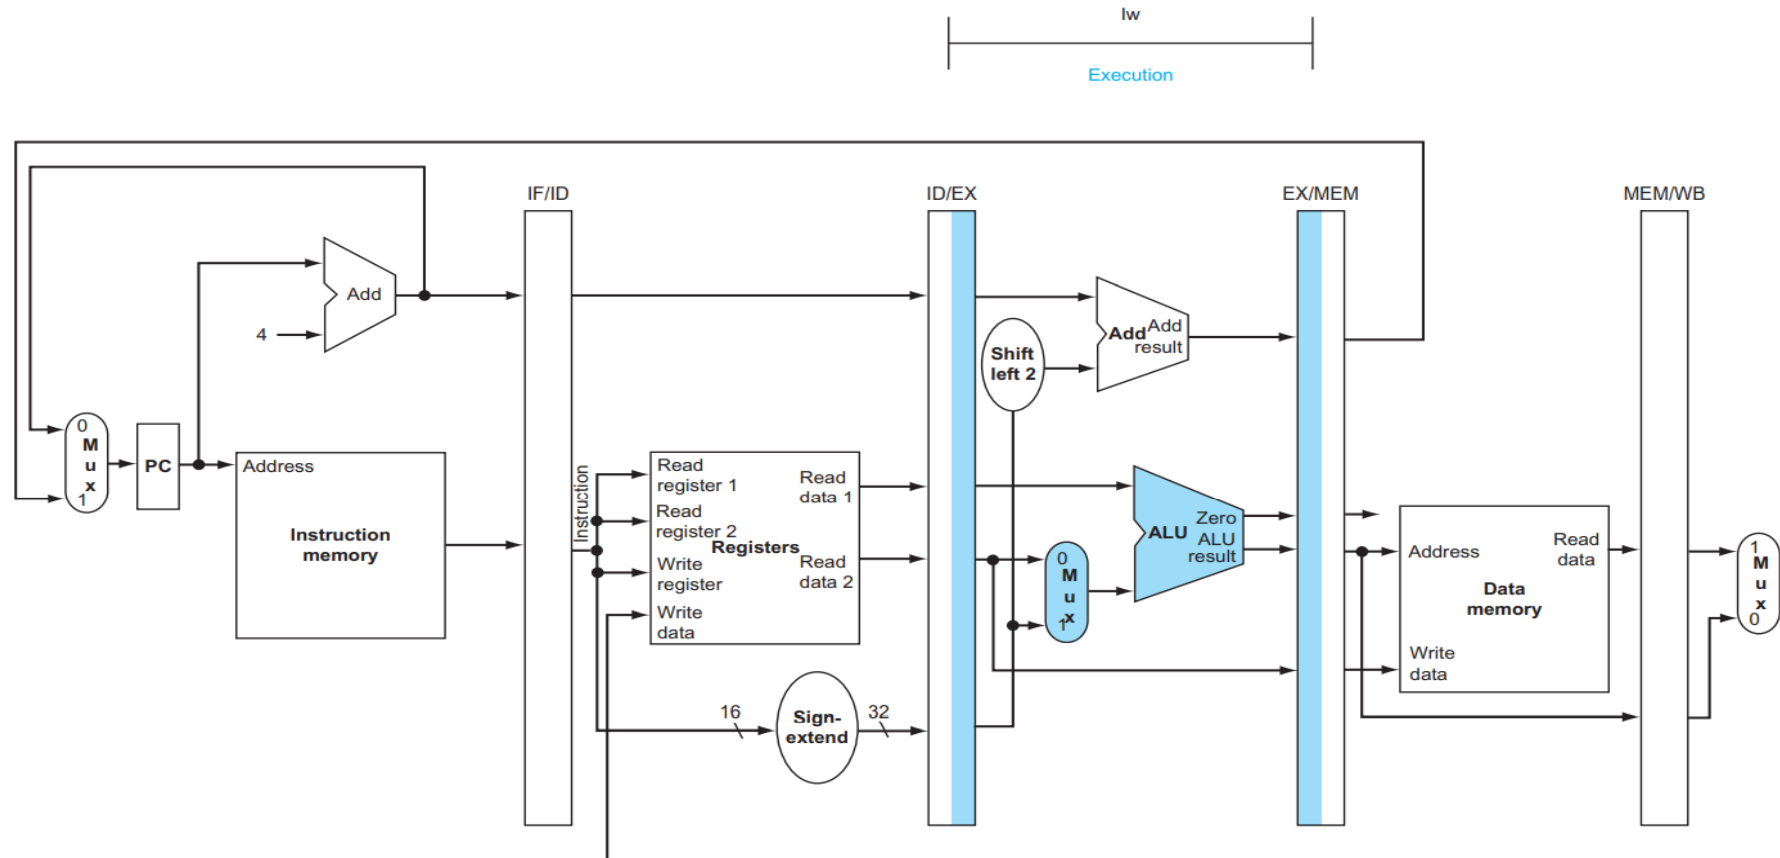 lw
Execution
IF/ID
ID/EX
EX/MEM
MEM/WB
Add
4
Shift
left 2
Add
Add
result
0
M
u
x
1
PC
Address
Instruction
memory
Instruction
Read
register 1
Read
register 2
Write
register
Write
data
Registers
Read
data 1
Read
data 2
16
Sign-
extend
32
0
M
u
x
1
ALU
Zero
ALU
result
Address
Read
data
Data
memory
Write
data
1
M
u
x
0